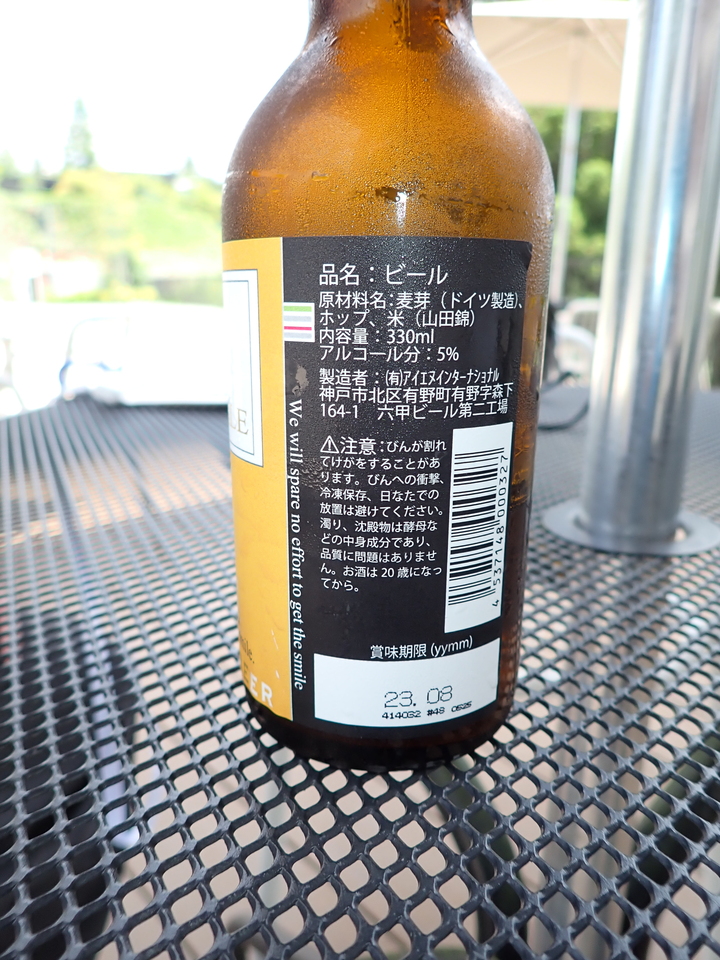 品名：ビール
原材料名：麦芽（ドイツ製造）、
ホップ、米（山田錦）
内容量：330ml
アルコール分：5%
製造者：㈲アイエヌインターナショナル
神戸市北区有野町有野字森下
164-1　六甲ビール第二工場
⚠注意：びんが割れ
てけがをすることがあ
ります。びんへの衝撃、
冷凍保存、日なたでの
放置は避けてください。
濁り、沈殿物は酵母な
どの中身成分であり、
品質に問題はありませ
ん。お酒は 20 歳になっ
てから。
4 537148 000327
We will spare no effort to get the smile
賞味期限 (yymm)
23. 08
414032 #48 0525